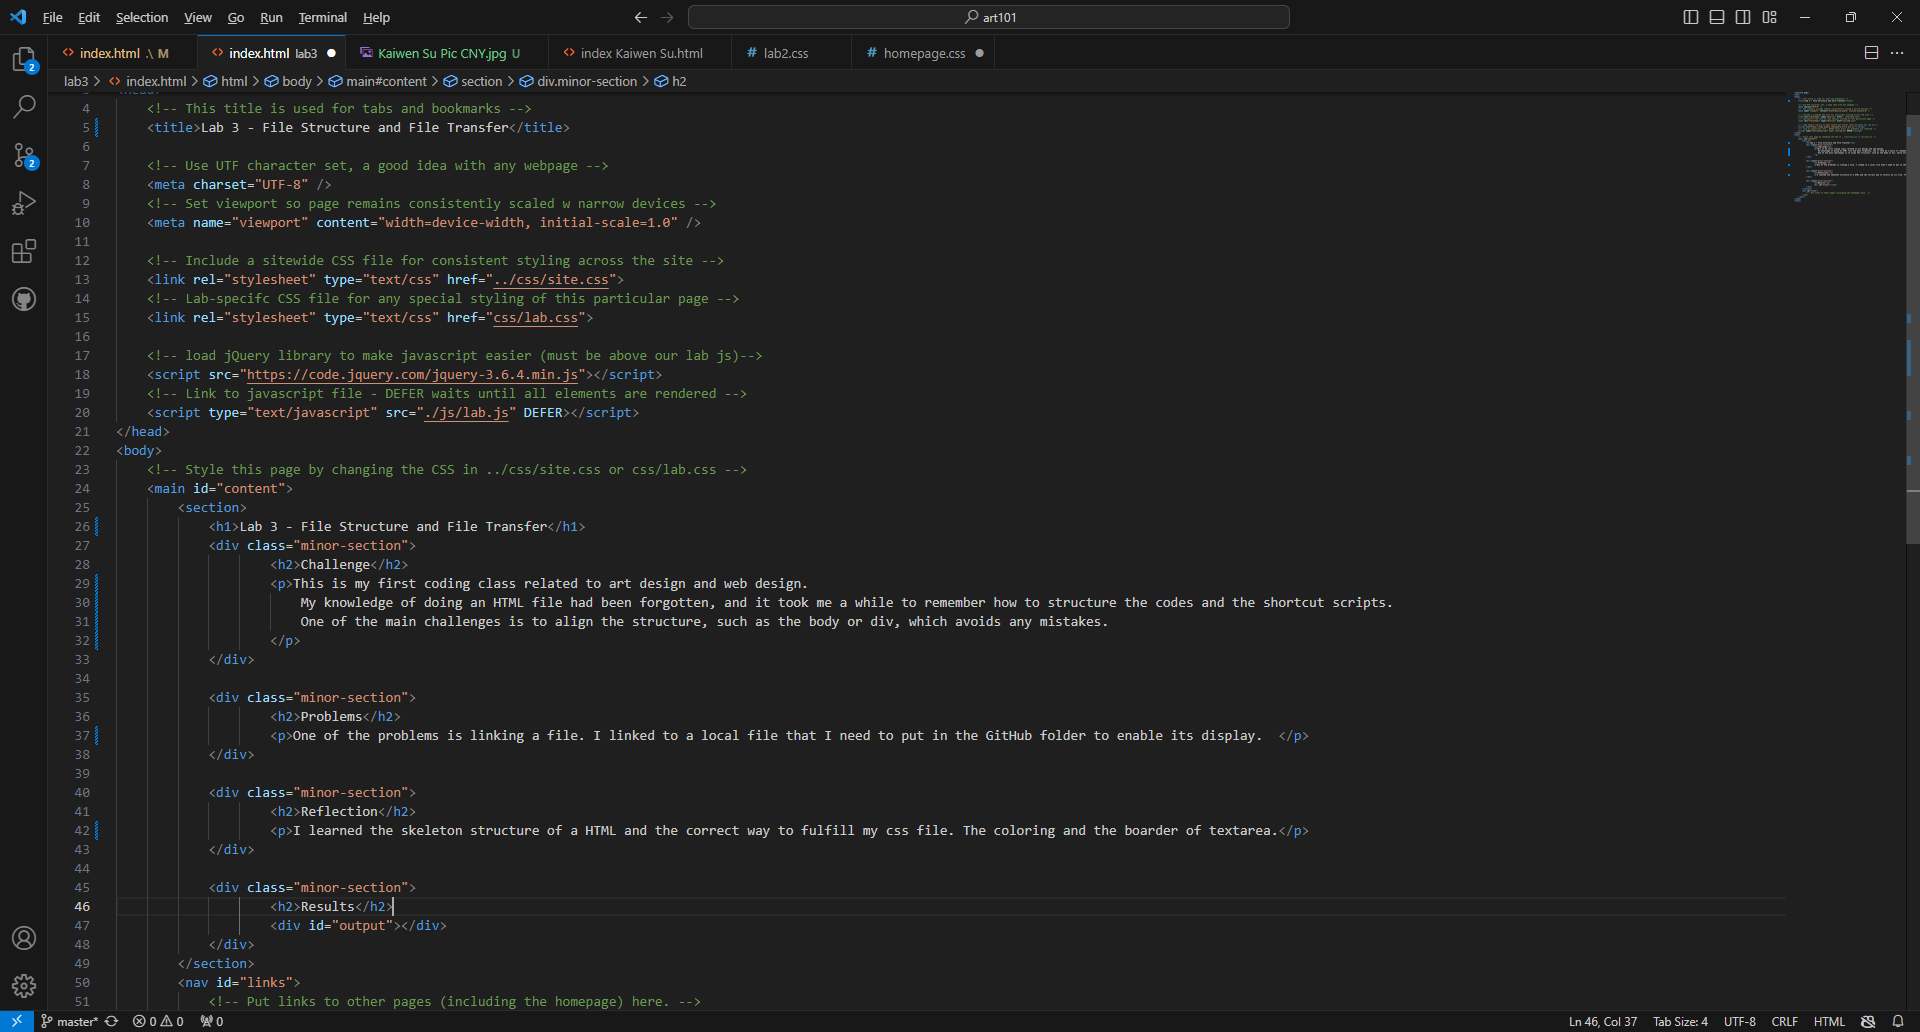 File Edit Selection View Go Run Terminal Help
art101
index.html .\ M
index.html lab3
Kaiwen Su Pic CNY.jpg U
index Kaiwen Su.html
# lab2.css
# homepage.css
lab3 > index.html > html > body > main#content > section > div.minor-section > h2
4 <!-- This title is used for tabs and bookmarks -->
5 <title>Lab 3 - File Structure and File Transfer</title>
6
7 <!-- Use UTF character set, a good idea with any webpage -->
8 <meta charset="UTF-8" />
9 <!-- Set viewport so page remains consistently scaled w narrow devices -->
10 <meta name="viewport" content="width=device-width, initial-scale=1.0" />
11
12 <!-- Include a sitewide CSS file for consistent styling across the site -->
13 <link rel="stylesheet" type="text/css" href="../css/site.css">
14 <!-- Lab-specifc CSS file for any special styling of this particular page -->
15 <link rel="stylesheet" type="text/css" href="css/lab.css">
16
17 <!-- load jQuery library to make javascript easier (must be above our lab js)-->
18 <script src="https://code.jquery.com/jquery-3.6.4.min.js"></script>
19 <!-- Link to javascript file - DEFER waits until all elements are rendered -->
20 <script type="text/javascript" src="./js/lab.js" DEFER></script>
21 </head>
22 <body>
23 <!-- Style this page by changing the CSS in ../css/site.css or css/lab.css -->
24 <main id="content">
25 <section>
26 <h1>Lab 3 - File Structure and File Transfer</h1>
27 <div class="minor-section">
28 <h2>Challenge</h2>
29 <p>This is my first coding class related to art design and web design.
30 My knowledge of doing an HTML file had been forgotten, and it took me a while to remember how to structure the codes and the shortcut scripts.
31 One of the main challenges is to align the structure, such as the body or div, which avoids any mistakes.
32 </p>
33 </div>
34
35 <div class="minor-section">
36 <h2>Problems</h2>
37 <p>One of the problems is linking a file. I linked to a local file that I need to put in the GitHub folder to enable its display.  </p>
38 </div>
39
40 <div class="minor-section">
41 <h2>Reflection</h2>
42 <p>I learned the skeleton structure of a HTML and the correct way to fulfill my css file. The coloring and the boarder of textarea.</p>
43 </div>
44
45 <div class="minor-section">
46 <h2>Results</h2>
47 <div id="output"></div>
48 </div>
49 </section>
50 <nav id="links">
51 <!-- Put links to other pages (including the homepage) here. -->
2
2
master* 0 0 0
Ln 46, Col 37 Tab Size: 4 UTF-8 CRLF HTML